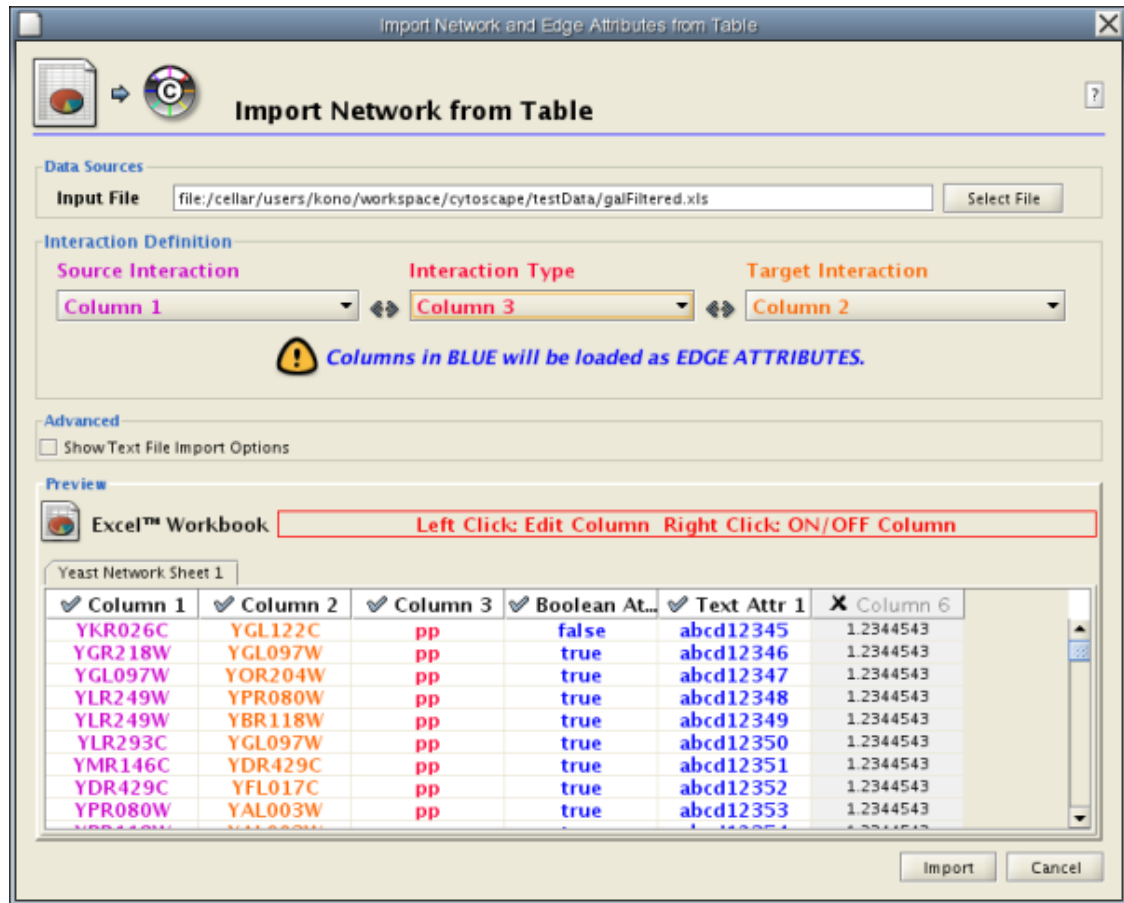 Import Network and Edge Attributes from Table
C
Import Network from Table
?
Data Sources
Input File file:/cellar/users/kono/workspace/cytoscape/testData/galFiltered.xls Select File
Interaction Definition
Source Interaction Interaction Type Target Interaction
Column 1 Column 3 Column 2
! Columns in BLUE will be loaded as EDGE ATTRIBUTES.
Advanced
Show Text File Import Options
Preview
Excel™ Workbook Left Click: Edit Column Right Click: ON/OFF Column
Yeast Network Sheet 1
Column 1 Column 2 Column 3 Boolean At... Text Attr 1 Column 6
YKR026C YGL122C pp false abcd12345 1.2344543
YGR218W YGL097W pp true abcd12346 1.2344543
YGL097W YOR204W pp true abcd12347 1.2344543
YLR249W YPR080W pp true abcd12348 1.2344543
YLR249W YBR118W pp true abcd12349 1.2344543
YLR293C YGL097W pp true abcd12350 1.2344543
YMR146C YDR429C pp true abcd12351 1.2344543
YDR429C YFL017C pp true abcd12352 1.2344543
YPR080W YAL003W pp true abcd12353 1.2344543
Import Cancel